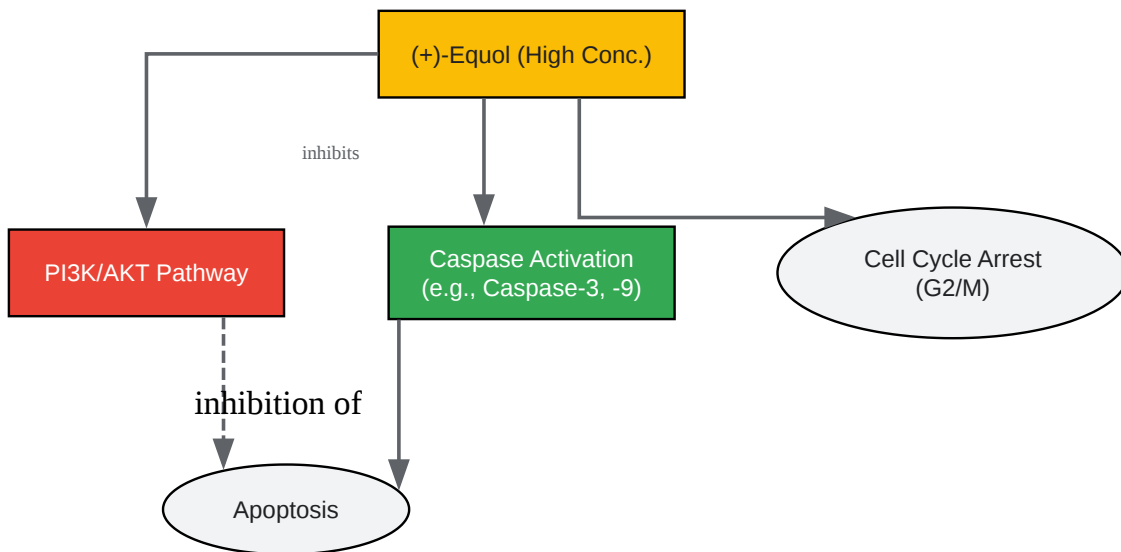 (+)-Equol (High Conc.)
inhibits
PI3K/AKT Pathway
Caspase Activation
(e.g., Caspase-3, -9)
Cell Cycle Arrest
(G2/M)
inhibition of
Apoptosis